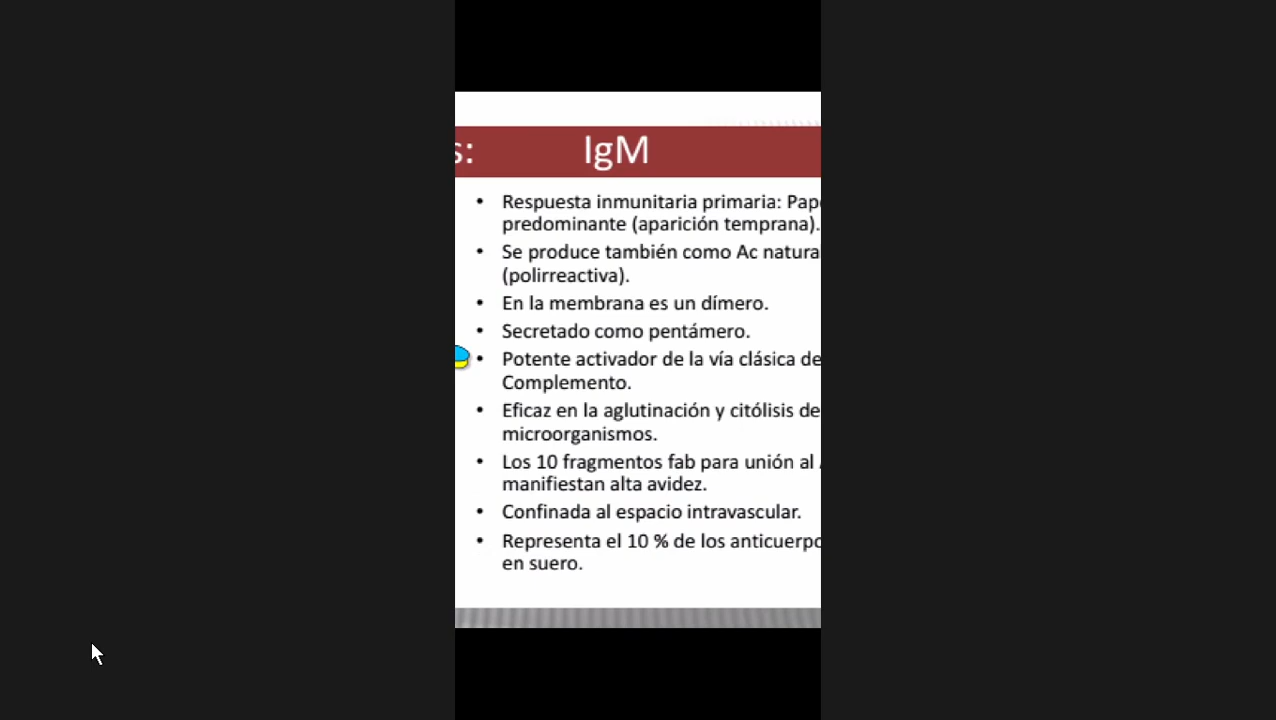 s: IgM
• Respuesta inmunitaria primaria: Pap
predominante (aparición temprana).
• Se produce también como Ac natura
(polirreactiva).
• En la membrana es un dímero.
• Secretado como pentámero.
• Potente activador de la vía clásica de
Complemento.
• Eficaz en la aglutinación y citólisis de
microorganismos.
• Los 10 fragmentos fab para unión al
manifiestan alta avidez.
• Confinada al espacio intravascular.
• Representa el 10 % de los anticuerpo
en suero.